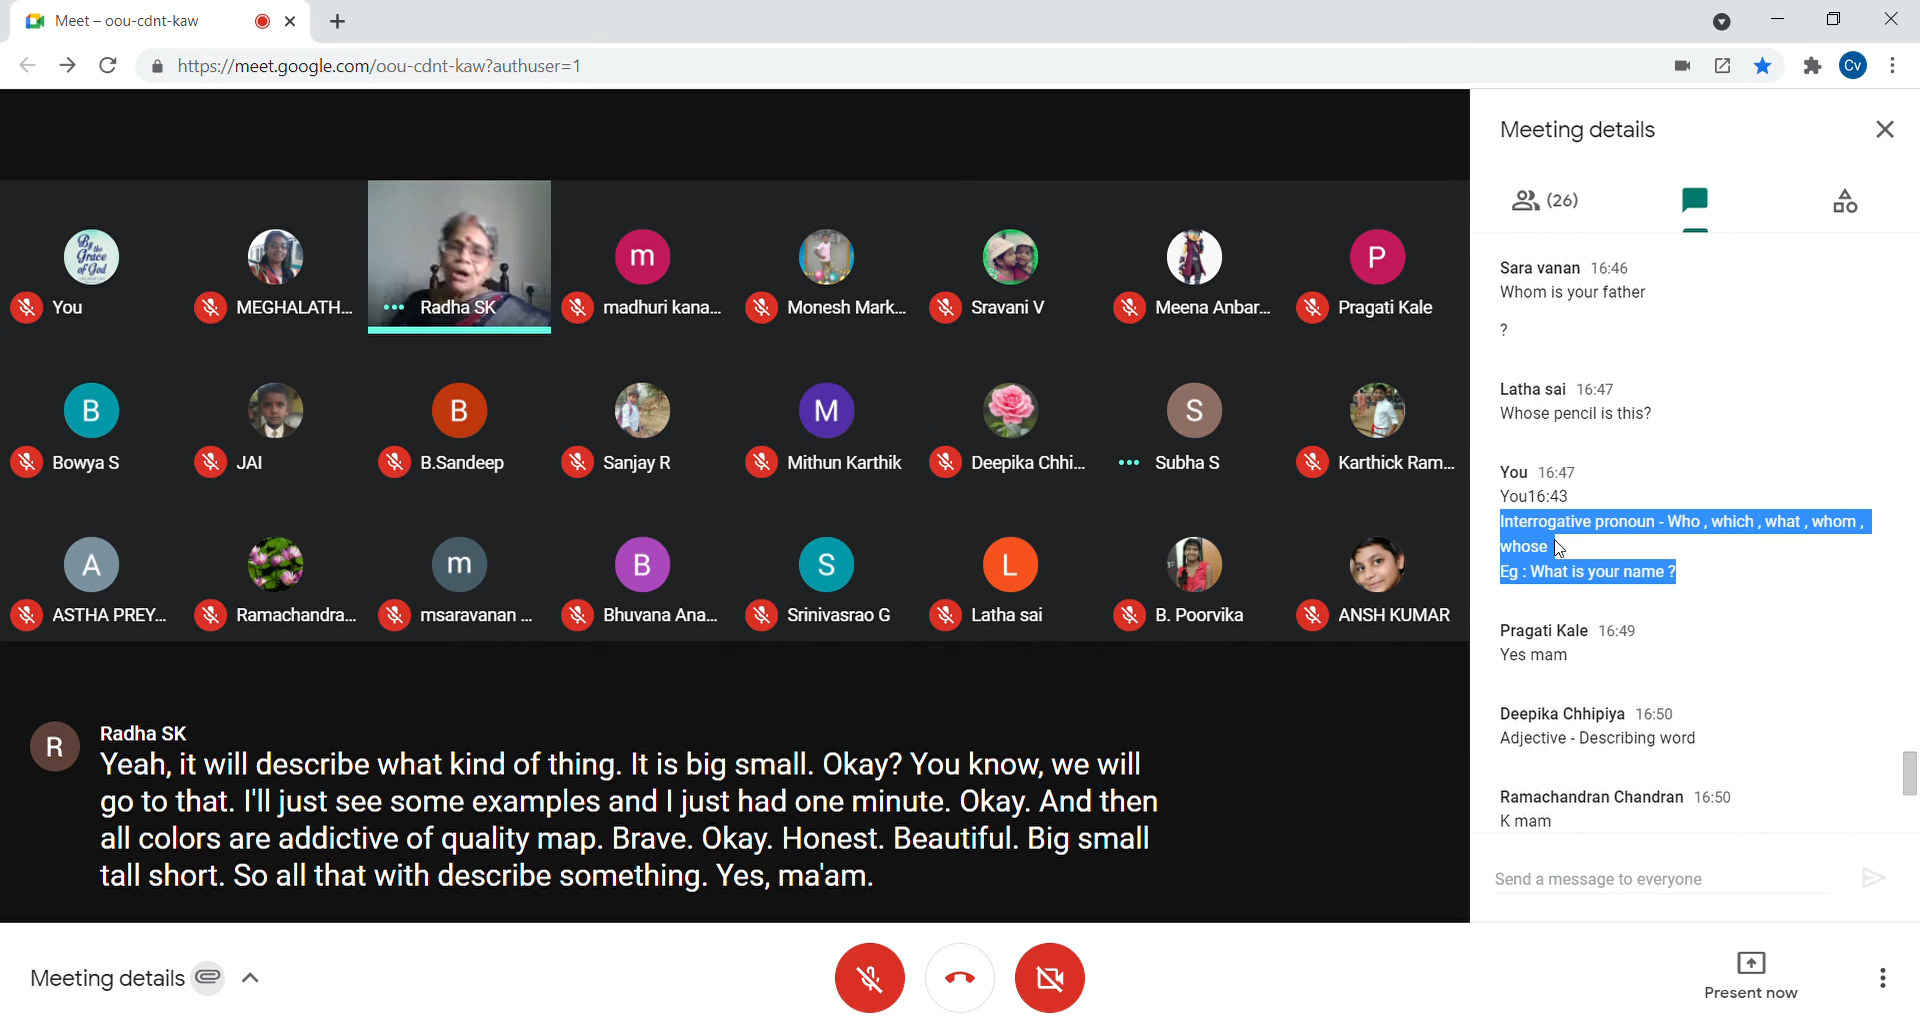 Meet – oou-cdnt-kaw
https://meet.google.com/oou-cdnt-kaw?authuser=1
Cv
Meeting details
(26)
By the Grace of God
You
MEGHALATH...
Radha SK
m
madhuri kana...
Monesh Mark...
Sravani V
Meena Anbar...
P
Pragati Kale
B
Bowya S
JAI
B
B.Sandeep
Sanjay R
M
Mithun Karthik
Deepika Chhi...
S
Subha S
Karthick Ram...
A
ASTHA PREY...
Ramachandra...
m
msaravanan ...
B
Bhuvana Ana...
S
Srinivasrao G
L
Latha sai
B. Poorvika
ANSH KUMAR
R
Radha SK
Yeah, it will describe what kind of thing. It is big small. Okay? You know, we will
go to that. I'll just see some examples and I just had one minute. Okay. And then
all colors are addictive of quality map. Brave. Okay. Honest. Beautiful. Big small
tall short. So all that with describe something. Yes, ma'am.
Sara vanan 16:46
Whom is your father
?
Latha sai 16:47
Whose pencil is this?
You 16:47
You16:43
Interrogative pronoun - Who , which , what , whom ,
whose
Eg : What is your name ?
Pragati Kale 16:49
Yes mam
Deepika Chhipiya 16:50
Adjective - Describing word
Ramachandran Chandran 16:50
K mam
Send a message to everyone
Meeting details
Present now